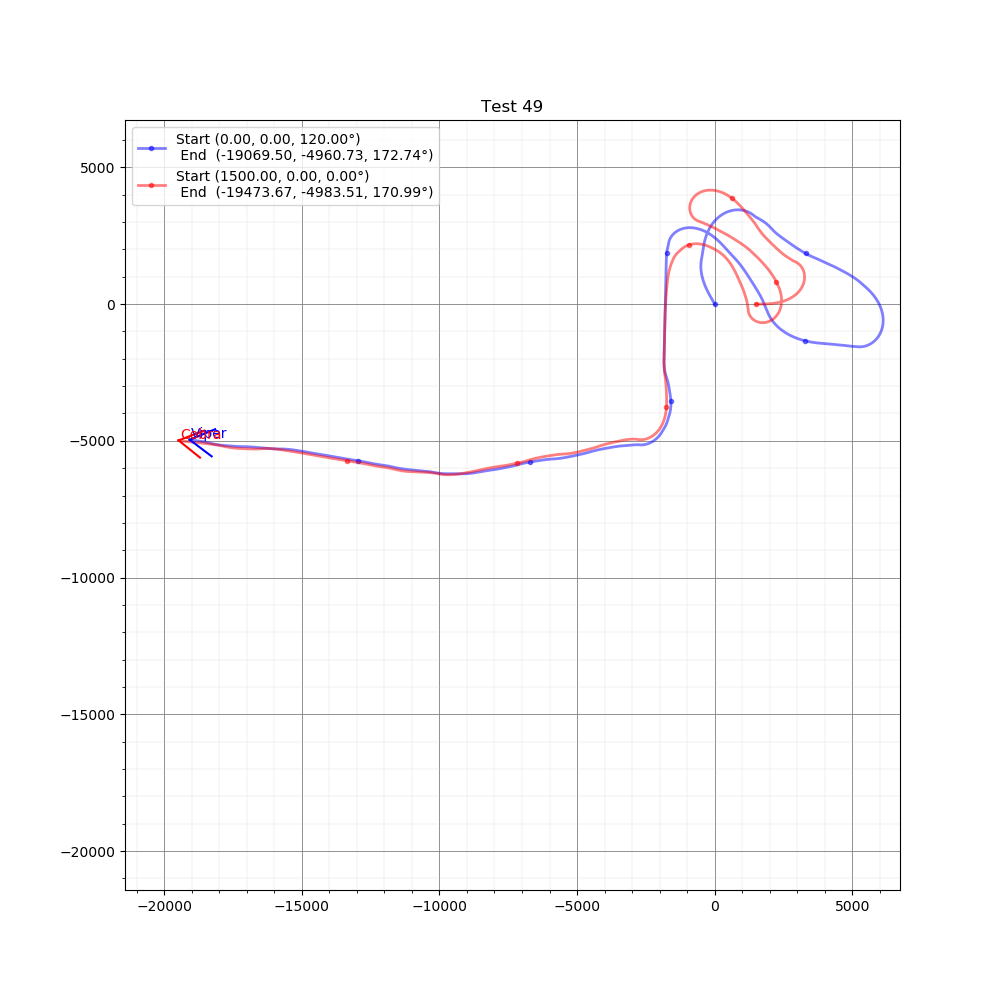 Test 49
Start (0.00, 0.00, 120.00°)
End  (-19069.50, -4960.73, 172.74°)
Start (1500.00, 0.00, 0.00°)
End  (-19473.67, -4983.51, 170.99°)
5000
0
−5000
−10000
−15000
−20000
−20000
−15000
−10000
−5000
0
5000